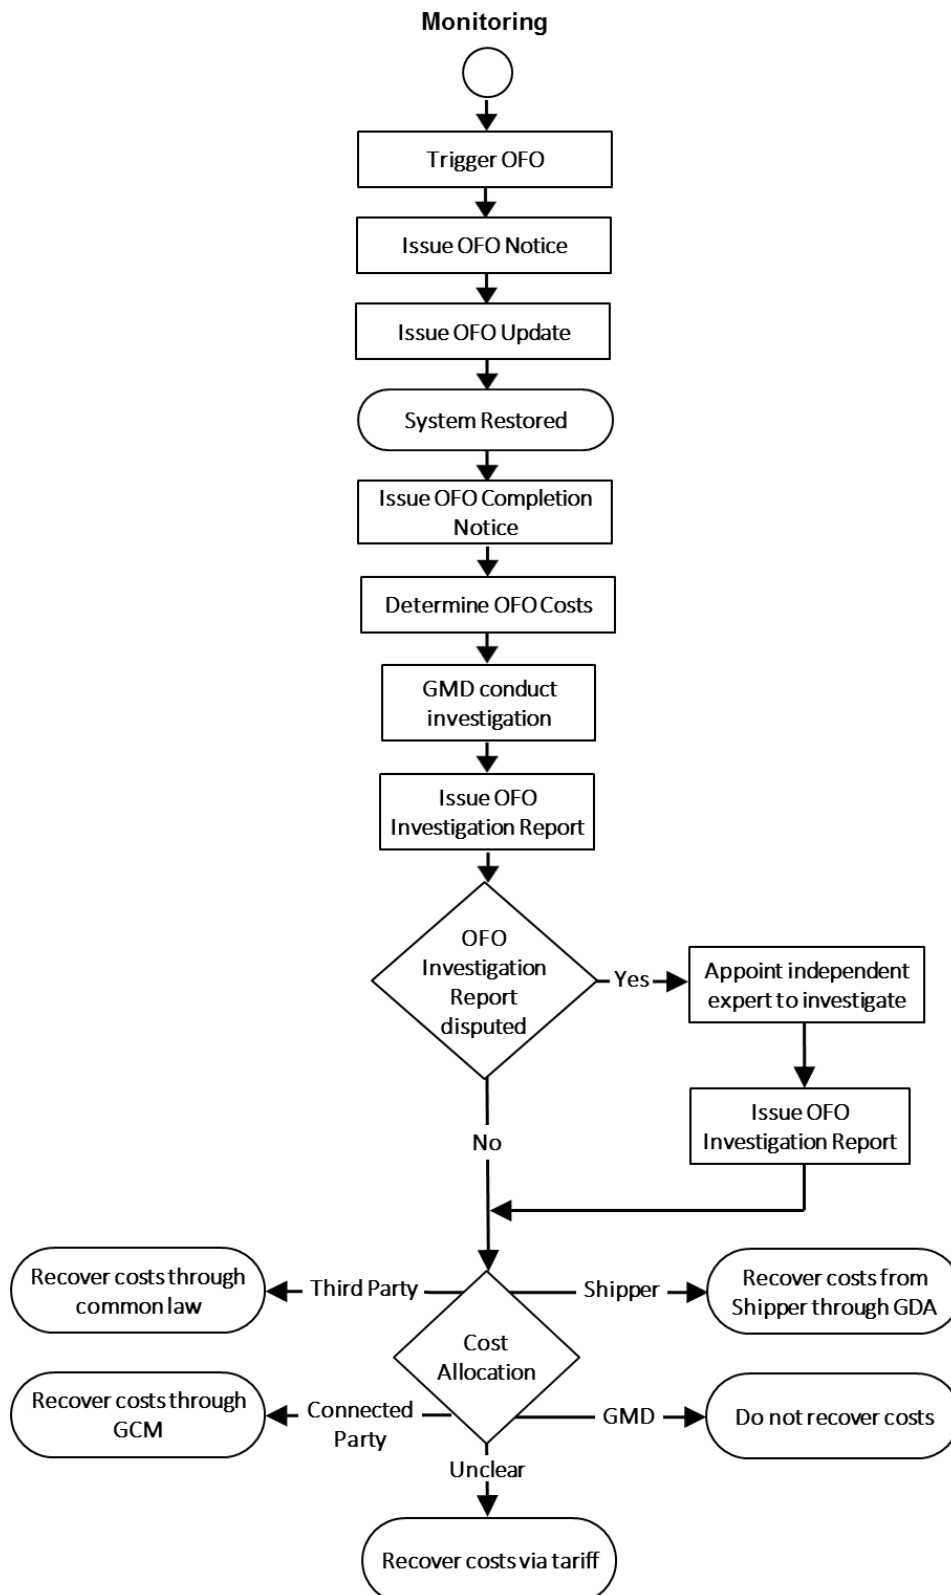 Monitoring
Trigger OFO
Issue OFO Notice
Issue OFO Update
System Restored
Issue OFO Completion
Notice
Determine OFO Costs
GMD conduct
investigation
Issue OFO
Investigation Report
OFO
Investigation
Report
disputed
Yes
Appoint independent
expert to investigate
Issue OFO
Investigation Report
No
Recover costs through
common law
Third Party
Shipper
Recover costs from
Shipper through GDA
Cost
Allocation
Recover costs through
GCM
Connected
Party
GMD
Do not recover costs
Unclear
Recover costs via tariff